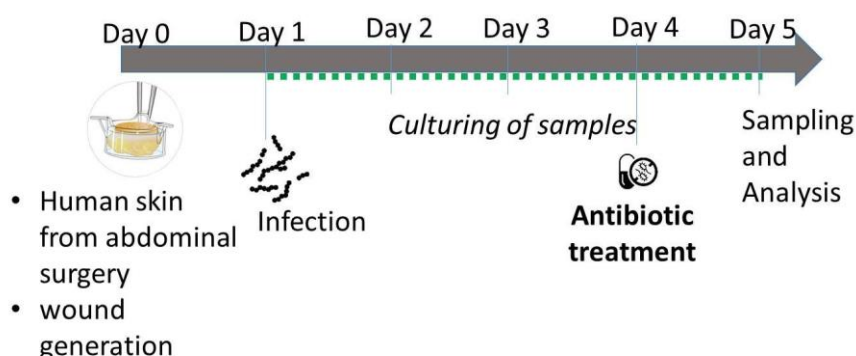 Day 0 Day 1 Day 2 Day 3 Day 4 Day 5
Culturing of samples
Sampling
and
Analysis
• Human skin
from abdominal
surgery
• wound
generation
Infection
Antibiotic
treatment